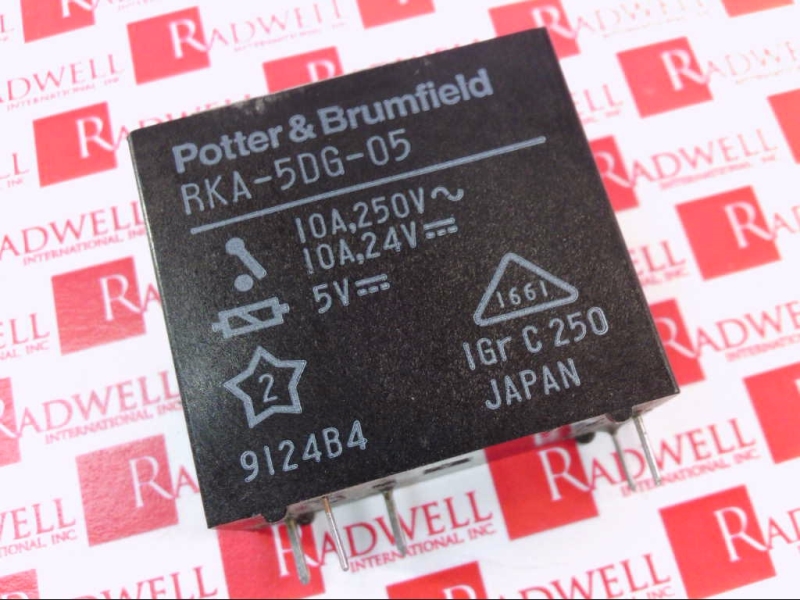 Potter & Brumfield
RKA-5DG-05
10A,250V~
10A,24V⎓
5V⎓
1661
IGr C 250
2
JAPAN
9124B4
RADWELL
INTERNATIONAL, INC